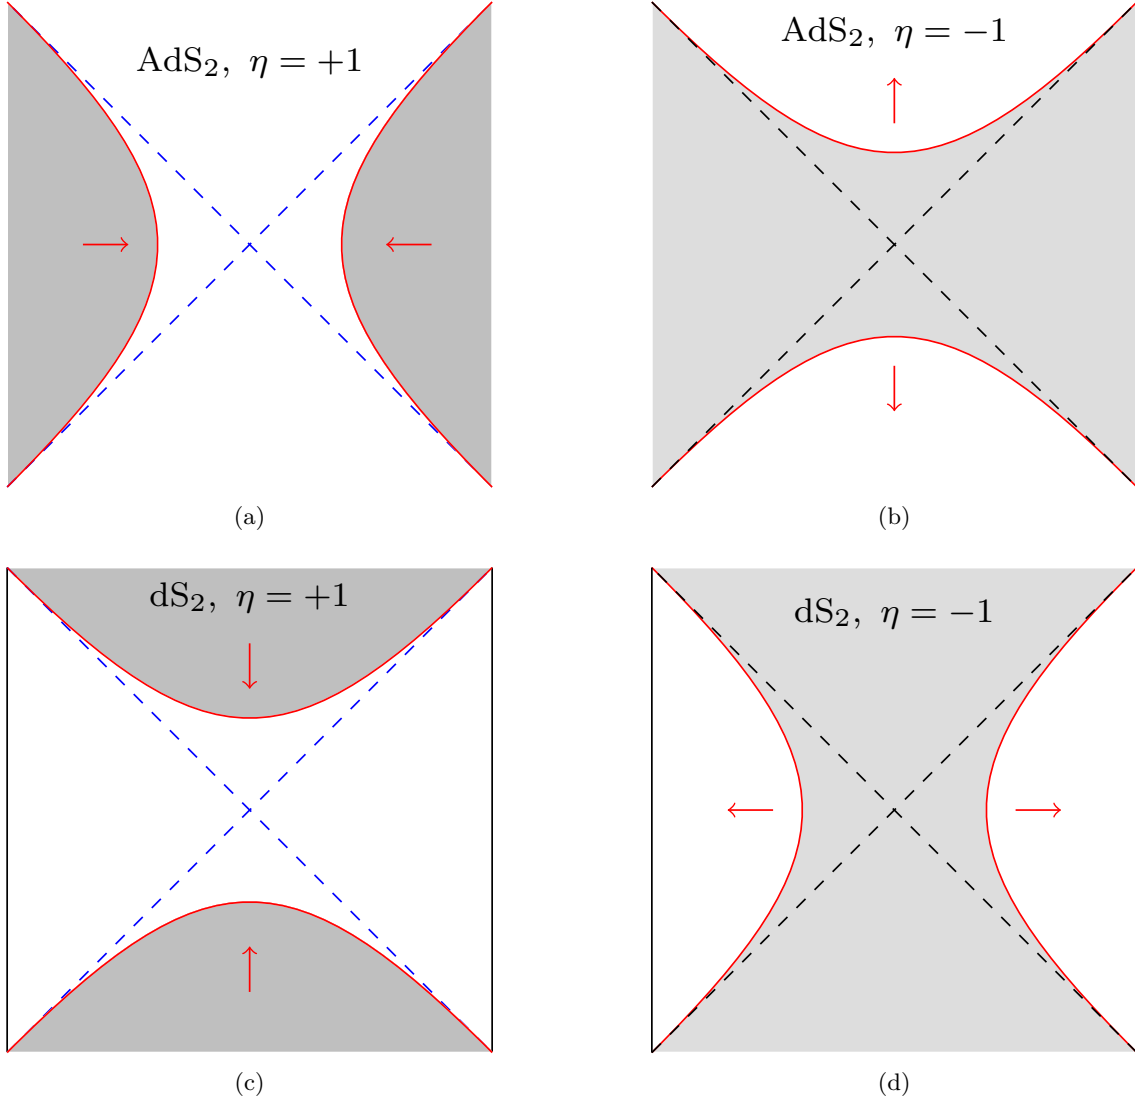 AdS₂, η = +1
AdS₂, η = −1
(a)
(b)
dS₂, η = +1
dS₂, η = −1
(c)
(d)